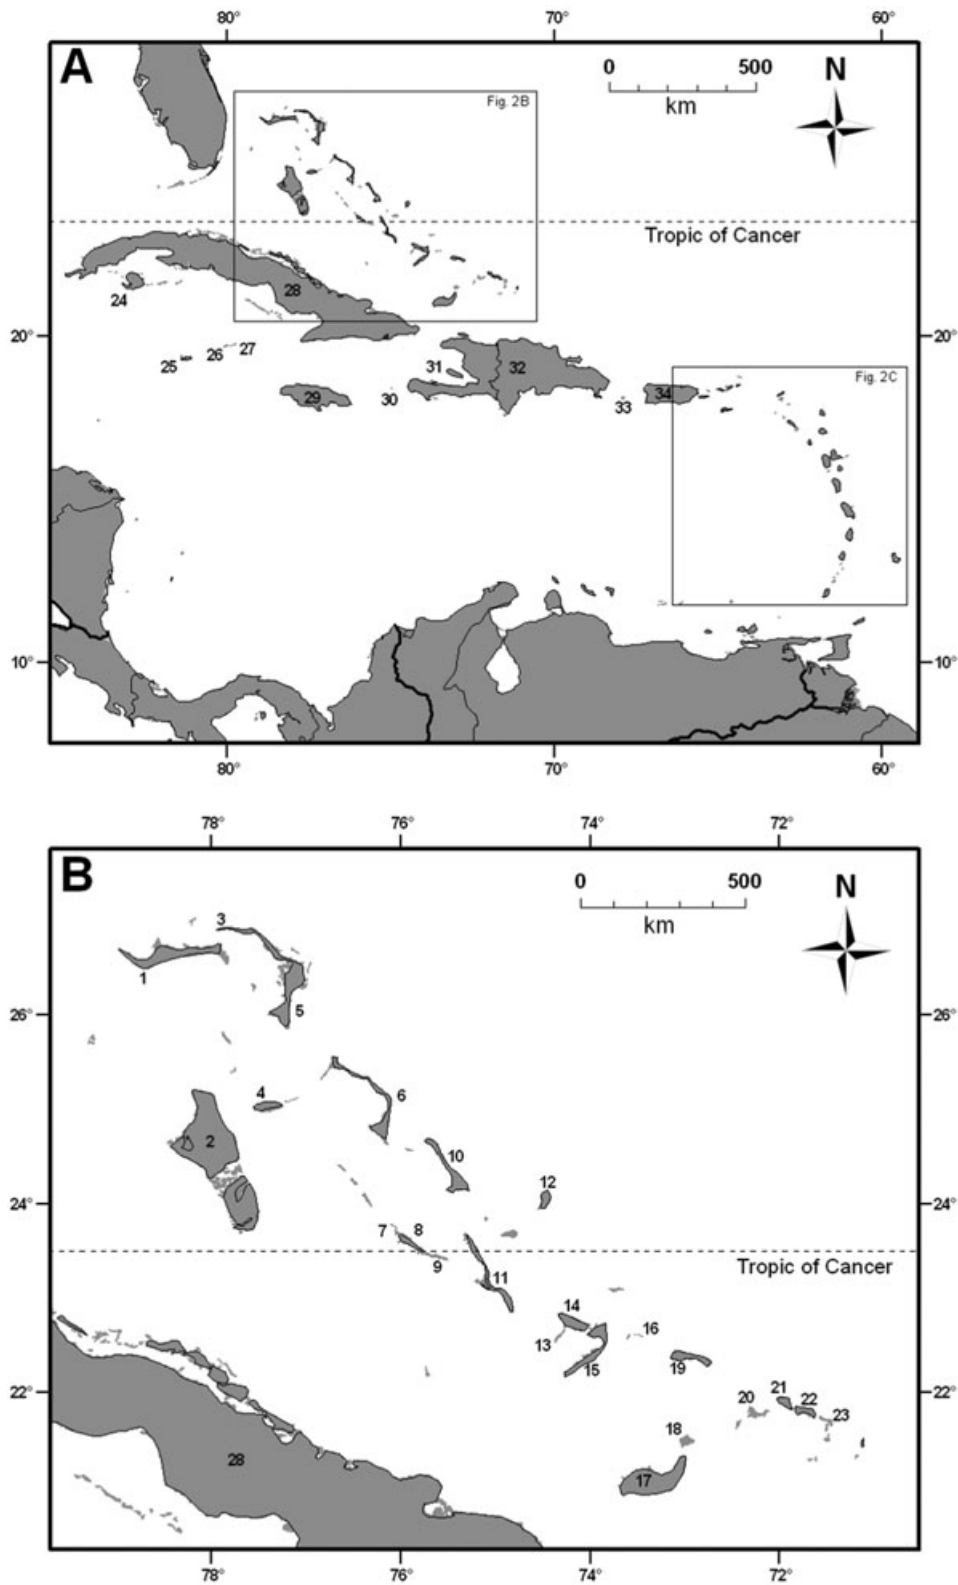 80° 70° 60°
A
0 500
km
N
Fig. 2B
Tropic of Cancer
24
28
20° 20°
25 26 27
31 32
Fig. 2C
29 30 33 34
10° 10°
80° 70° 60°
78° 76° 74° 72°
B
0 500
km
N
3
1
5
26° 26°
4
6
2
10
12
24° 24°
7 8
9
Tropic of Cancer
11
14
13 16
15 19
22° 22°
21
20 22 23
18
28
17
78° 76° 74° 72°